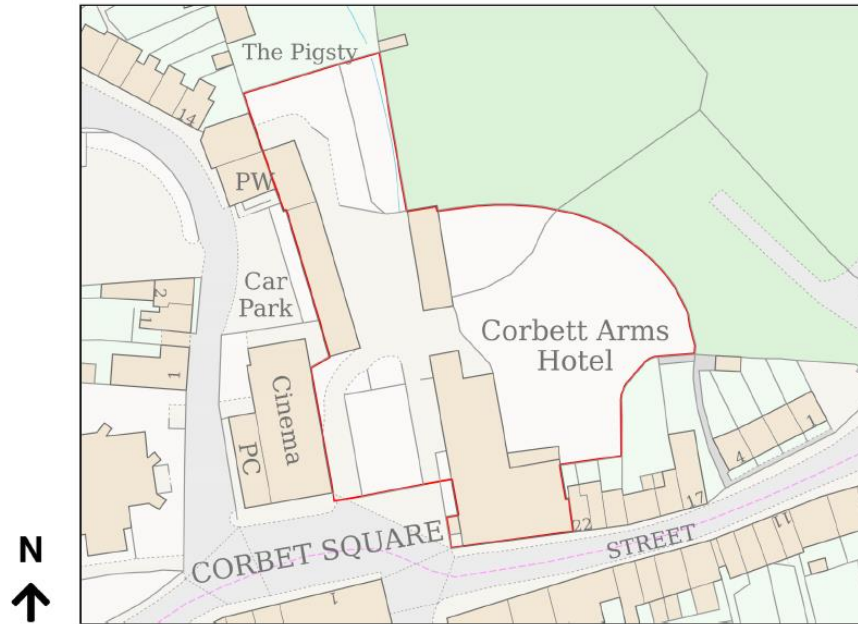 The Pigsty
14
PW
Car
Park
2
1
1
Corbett Arms
Hotel
Cinema
PC
4
1
17
22
CORBET SQUARE
STREET
11
1
N